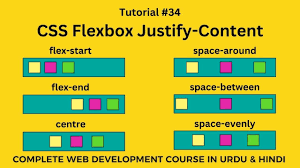 Tutorial #34
CSS Flexbox Justify-Content
flex-start
space-around
flex-end
space-between
centre
space-evenly
COMPLETE WEB DEVELOPMENT COURSE IN URDU & HINDI